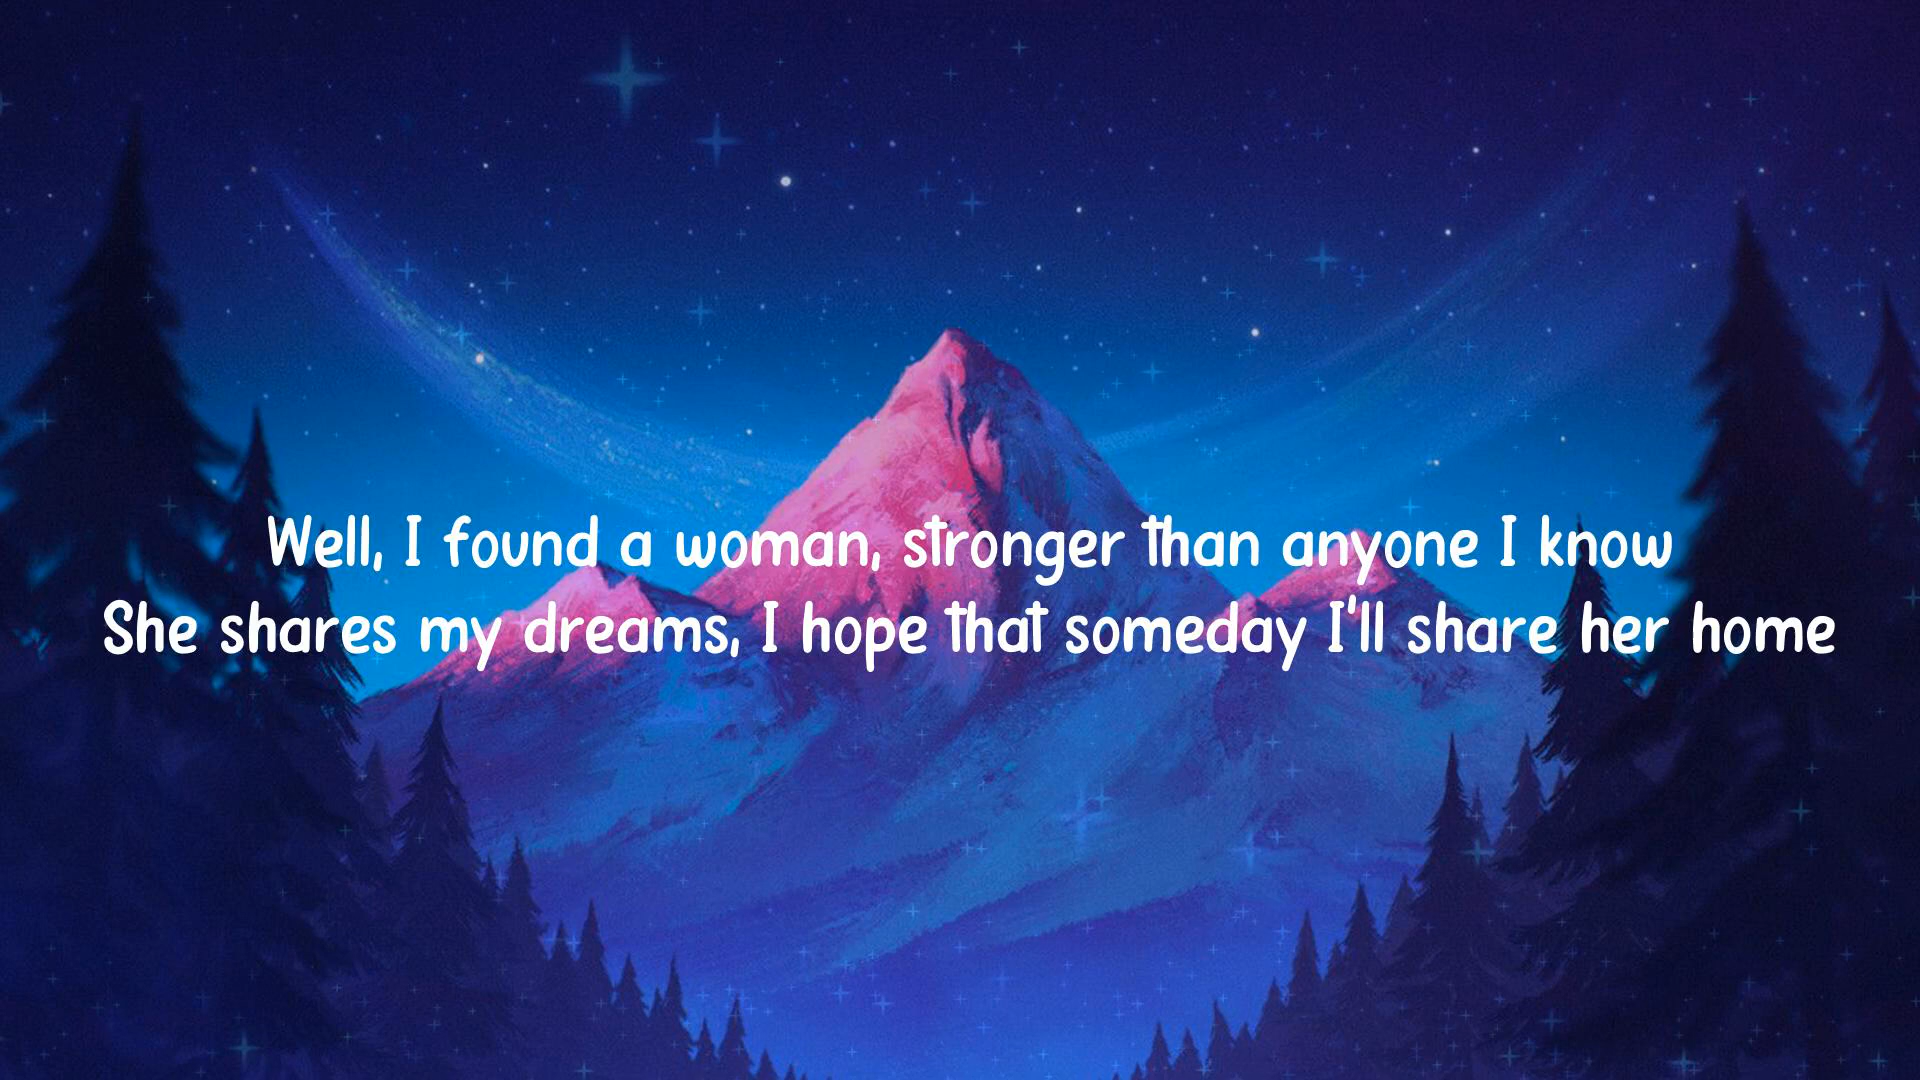 Well, I found a woman, stronger than anyone I know
She shares my dreams, I hope that someday I'll share her home